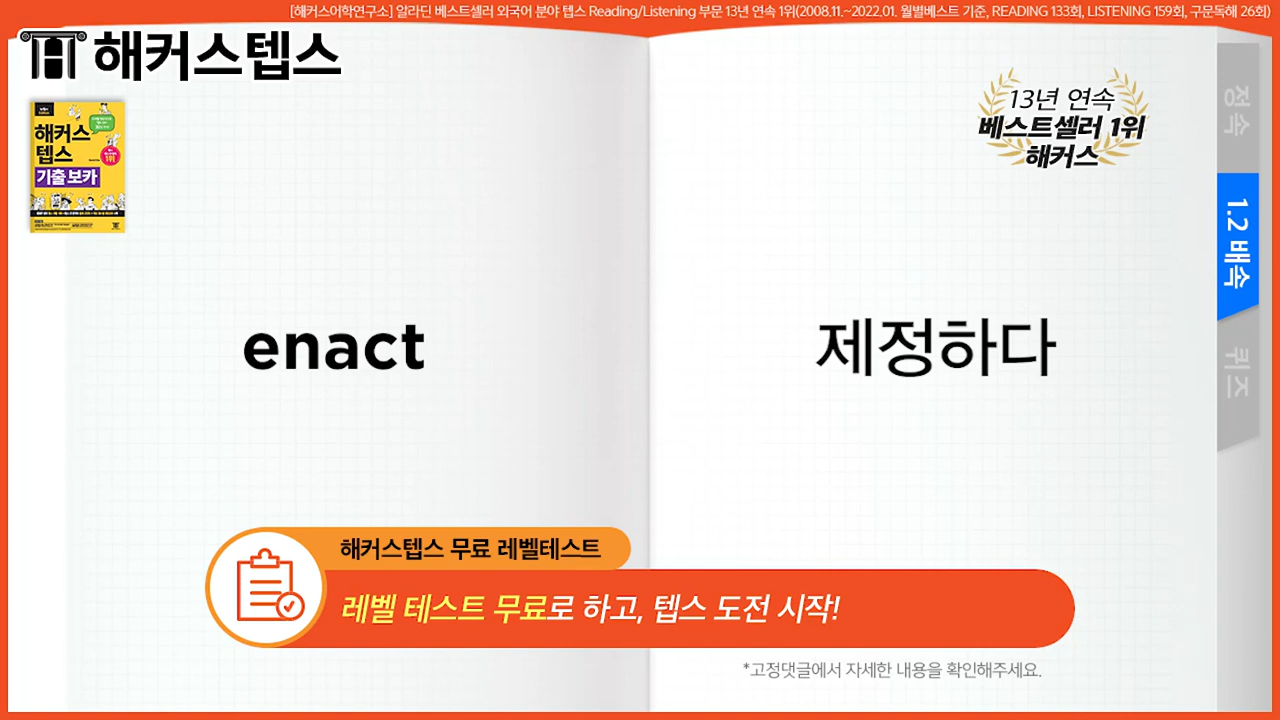 [해커스어학연구소] 알라딘 베스트셀러 외국어 분야 텝스 Reading/Listening 부문 13년 연속 1위(2008.11.~2022.01. 월별베스트 기준, READING 133회, LISTENING 159회, 구문독해 26회)
해커스텝스
해커스
텝스
기출 보카
1위
13년 연속
베스트셀러 1위
해커스
정속
1.2 배속
퀴즈
enact
제정하다
해커스텝스 무료 레벨테스트
레벨 테스트 무료로 하고, 텝스 도전 시작!
*고정댓글에서 자세한 내용을 확인해주세요.